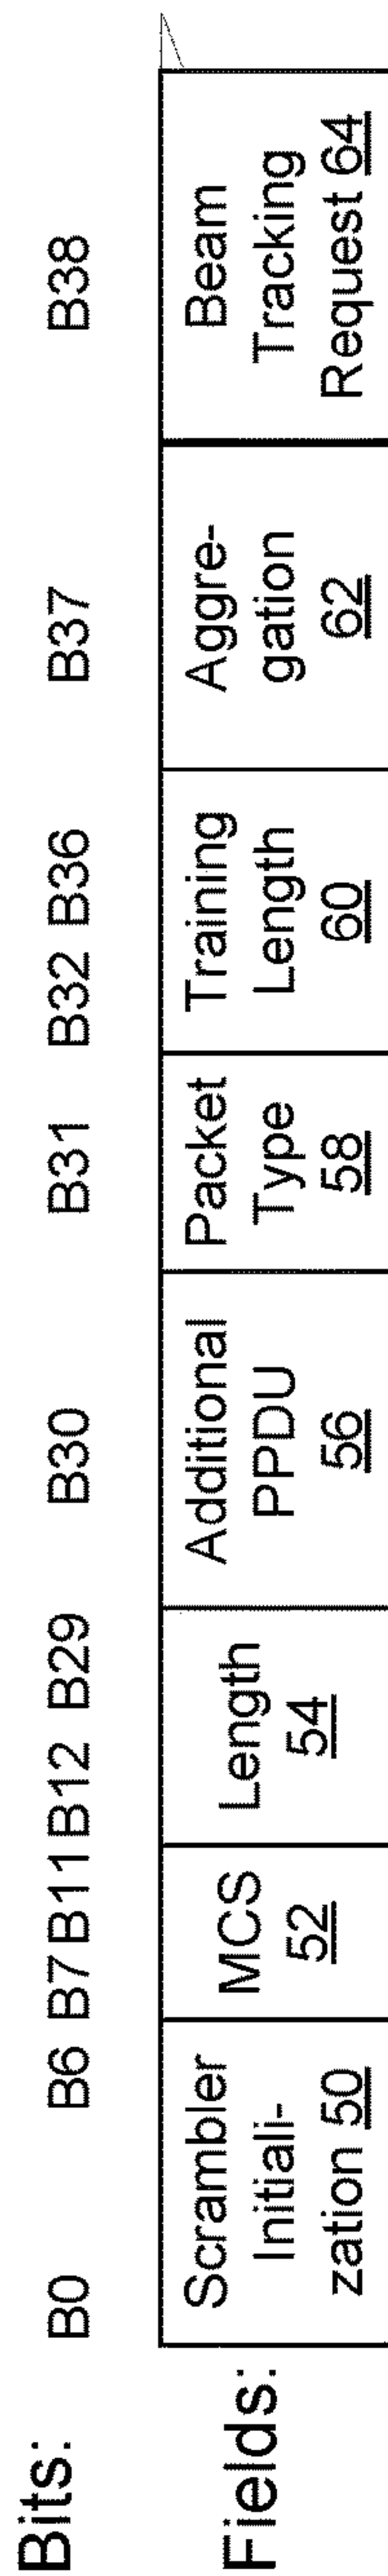 Bits: B0 B6 B7 B11 B12 B29 B30 B31 B32 B36 B37 B38
Fields:
Scrambler
Initiali-
zation 50
MCS
52
Length
54
Additional
PPDU
56
Packet
Type
58
Training
Length
60
Aggre-
gation
62
Beam
Tracking
Request 64